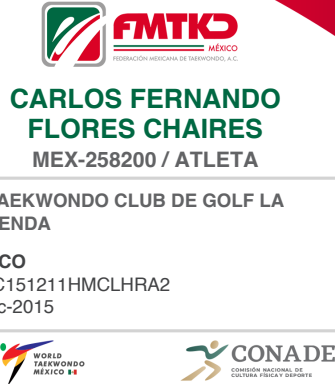 FMTKD
MÉXICO
FEDERACIÓN MEXICANA DE TAEKWONDO, A.C.
CARLOS FERNANDO
FLORES CHAIRES
MEX-258200 / ATLETA
AEKWONDO CLUB DE GOLF LA
ENDA
CO
C151211HMCLHRA2
c-2015
WORLD
TAEKWONDO
MÉXICO
CONADE
COMISIÓN NACIONAL DE
CULTURA FÍSICA Y DEPORTE